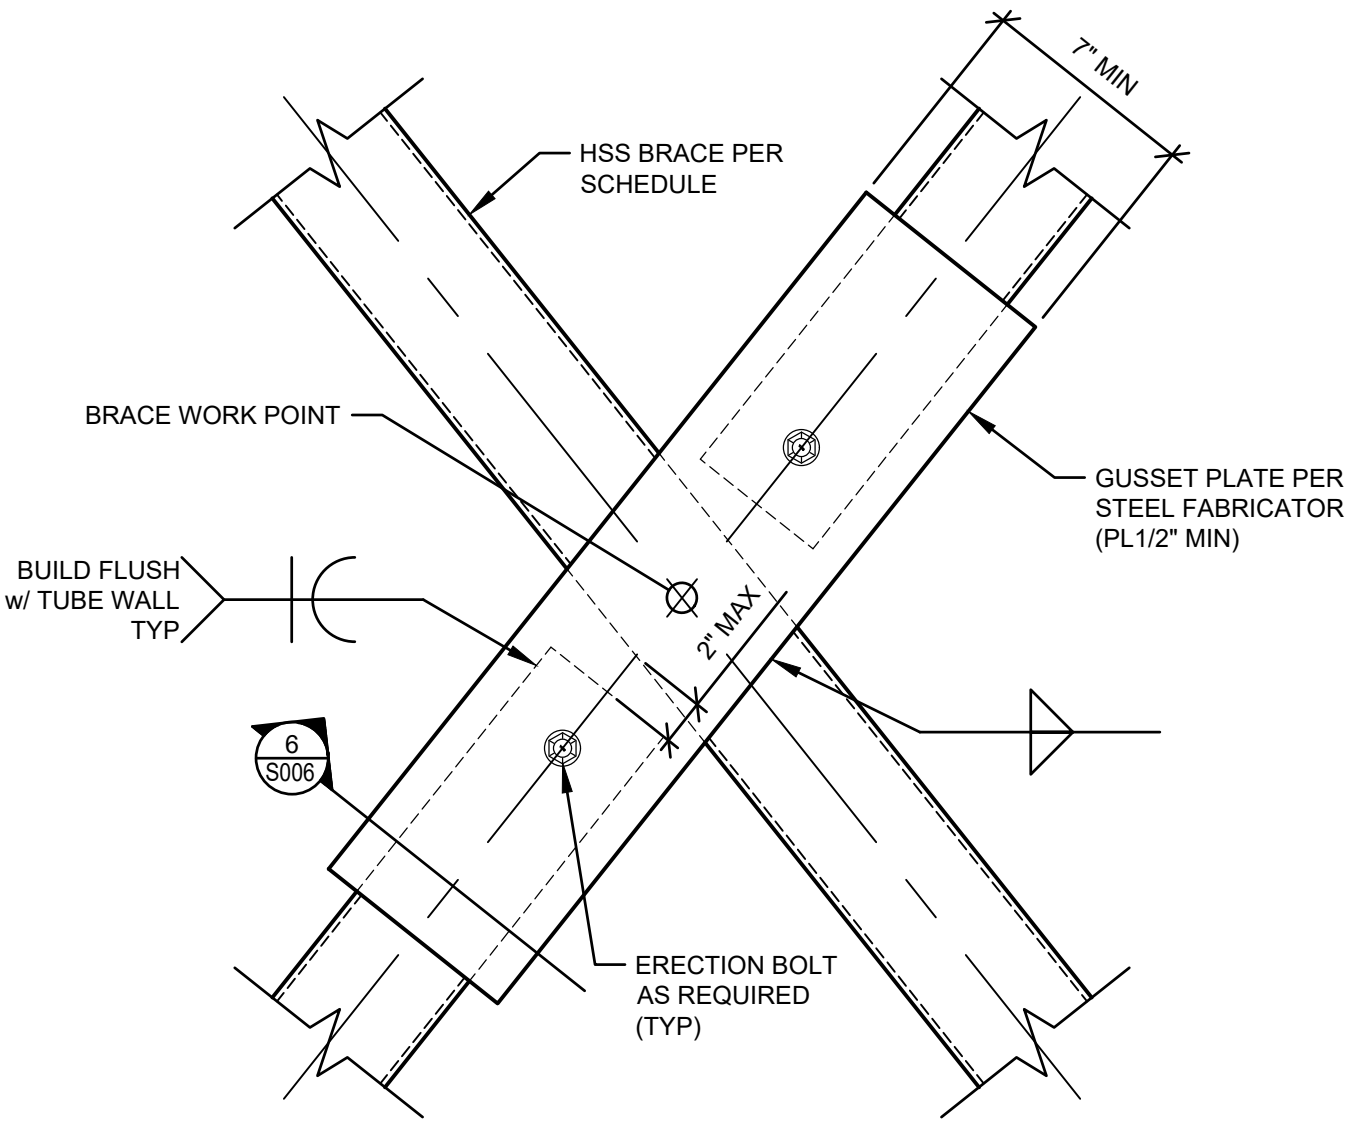 7" MIN
HSS BRACE PER
SCHEDULE
BRACE WORK POINT
GUSSET PLATE PER
STEEL FABRICATOR
(PL1/2" MIN)
BUILD FLUSH
w/ TUBE WALL
TYP
2" MAX
6
S006
ERECTION BOLT
AS REQUIRED
(TYP)